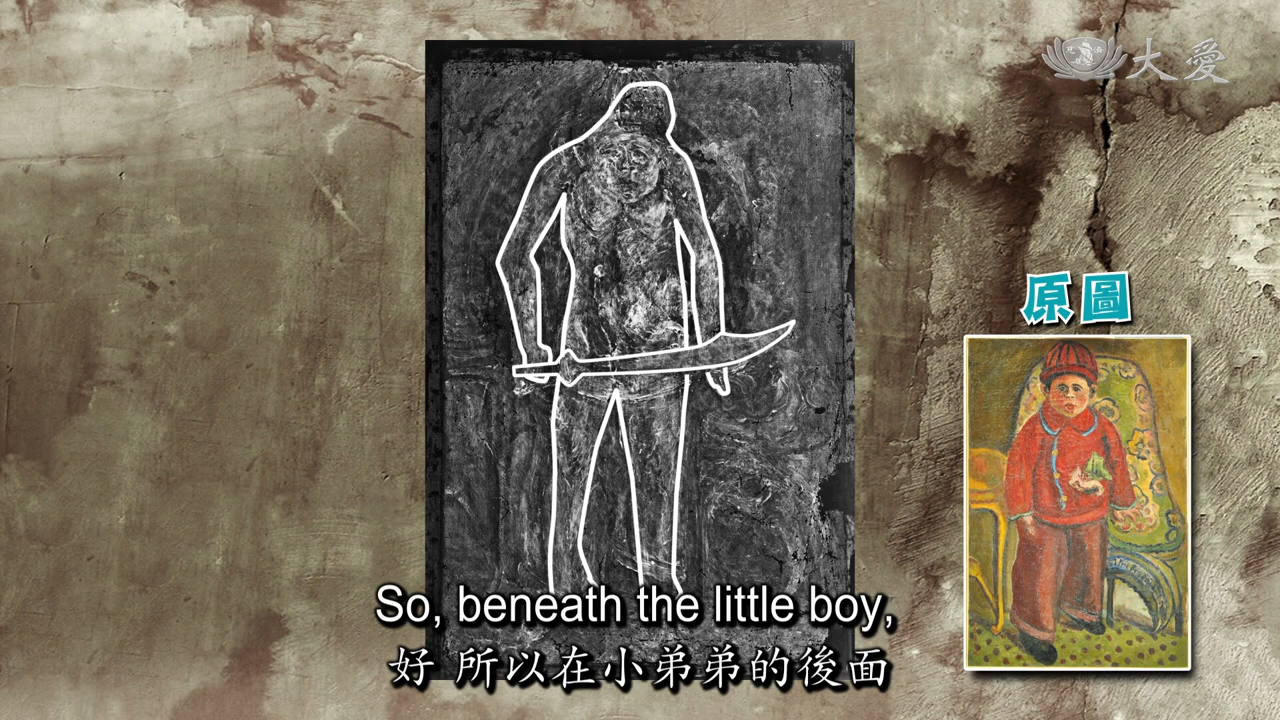 大愛
原圖
So, beneath the little boy,
好 所以在小弟弟的後面